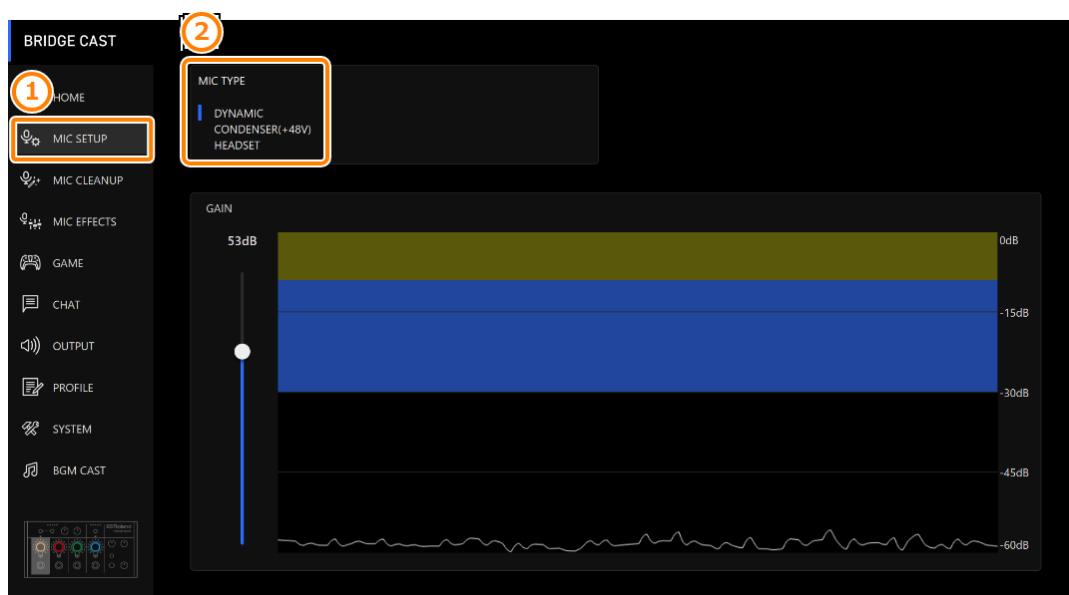 BRIDGE CAST
2
1
HOME
MIC SETUP
MIC CLEANUP
MIC EFFECTS
GAME
CHAT
OUTPUT
PROFILE
SYSTEM
BGM CAST
MIC TYPE
DYNAMIC
CONDENSER(+48V)
HEADSET
GAIN
53dB
0dB
-15dB
-30dB
-45dB
-60dB